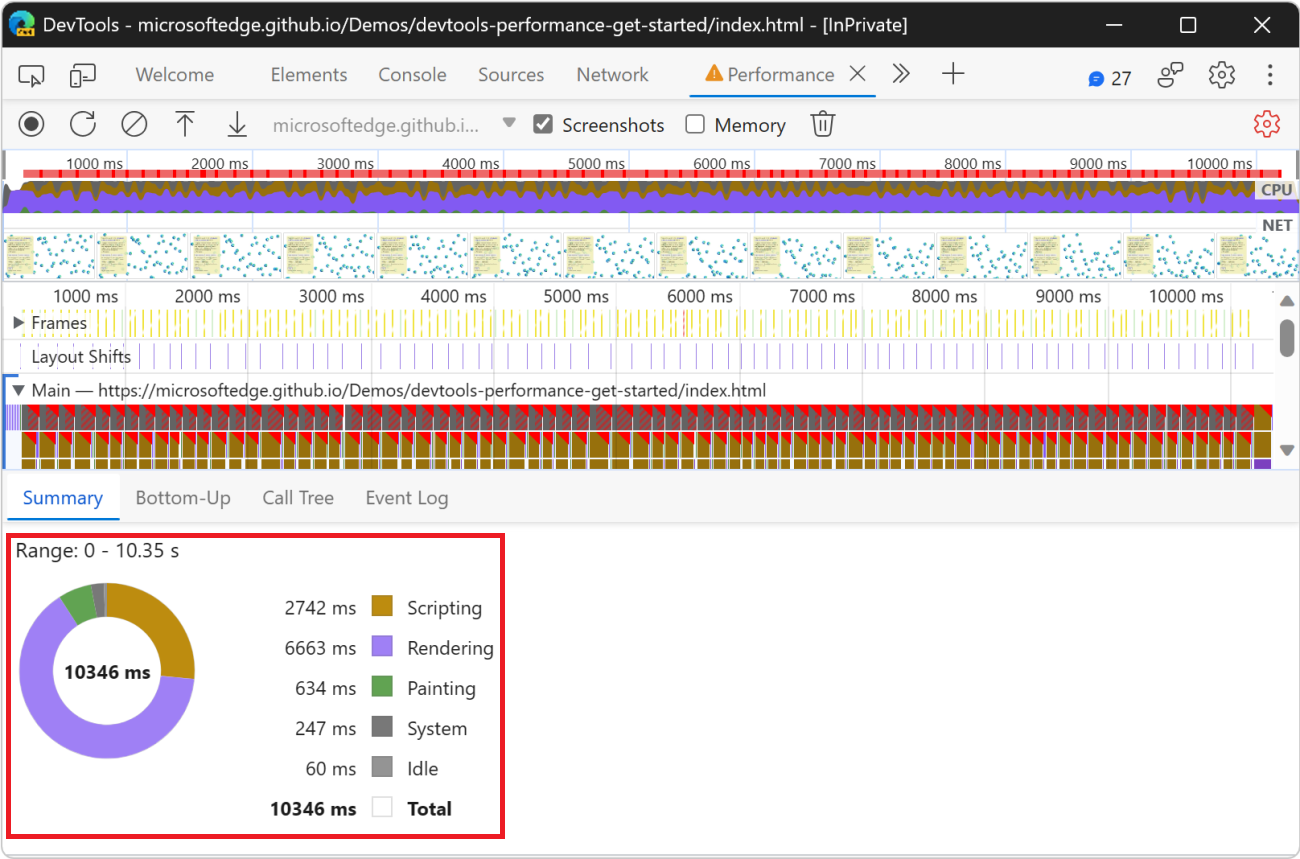 DevTools - microsoftedge.github.io/Demos/devtools-performance-get-started/index.html - [InPrivate]
Welcome Elements Console Sources Network Performance 27
microsoftedge.github.i... Screenshots Memory
1000 ms 2000 ms 3000 ms 4000 ms 5000 ms 6000 ms 7000 ms 8000 ms 9000 ms 10000 ms
CPU
NET
1000 ms 2000 ms 3000 ms 4000 ms 5000 ms 6000 ms 7000 ms 8000 ms 9000 ms 10000 ms
Frames
Layout Shifts
Main — https://microsoftedge.github.io/Demos/devtools-performance-get-started/index.html
Summary Bottom-Up Call Tree Event Log
Range: 0 - 10.35 s
10346 ms
2742 ms Scripting
6663 ms Rendering
634 ms Painting
247 ms System
60 ms Idle
10346 ms Total